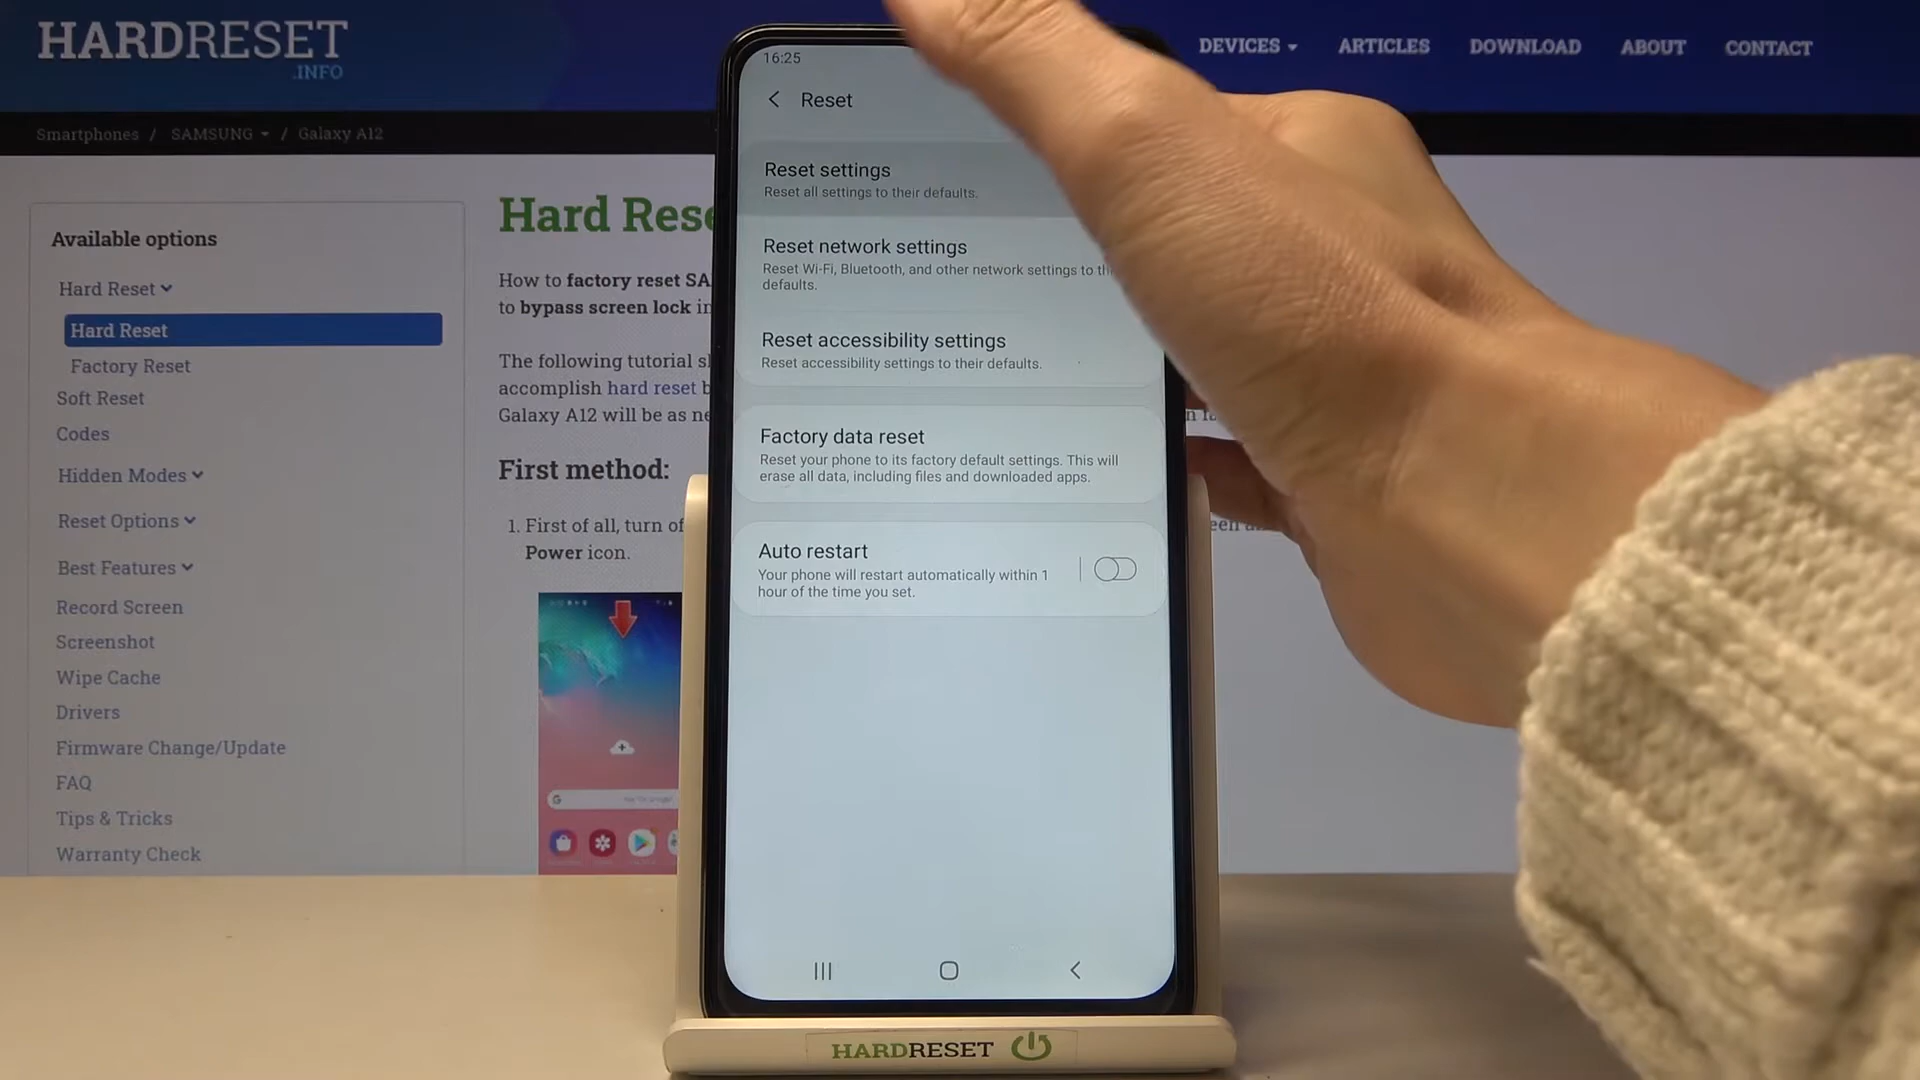 HARDRESET
.INFO
DEVICES
ARTICLES
DOWNLOAD
ABOUT
CONTACT
Smartphones / SAMSUNG / Galaxy A12
Available options
Hard Reset
Hard Reset
Factory Reset
Soft Reset
Codes
Hidden Modes
Reset Options
Best Features
Record Screen
Screenshot
Wipe Cache
Drivers
Firmware Change/Update
FAQ
Tips & Tricks
Warranty Check
Hard Rese
How to factory reset SA
to bypass screen lock in
The following tutorial s
accomplish hard reset b
Galaxy A12 will be as ne
First method:
1. First of all, turn of
Power icon.
16:25
Reset
Reset settings
Reset all settings to their defaults.
Reset network settings
Reset Wi-Fi, Bluetooth, and other network settings to th
defaults.
Reset accessibility settings
Reset accessibility settings to their defaults.
Factory data reset
Reset your phone to its factory default settings. This will
erase all data, including files and downloaded apps.
Auto restart
Your phone will restart automatically within 1
hour of the time you set.
HARDRESET